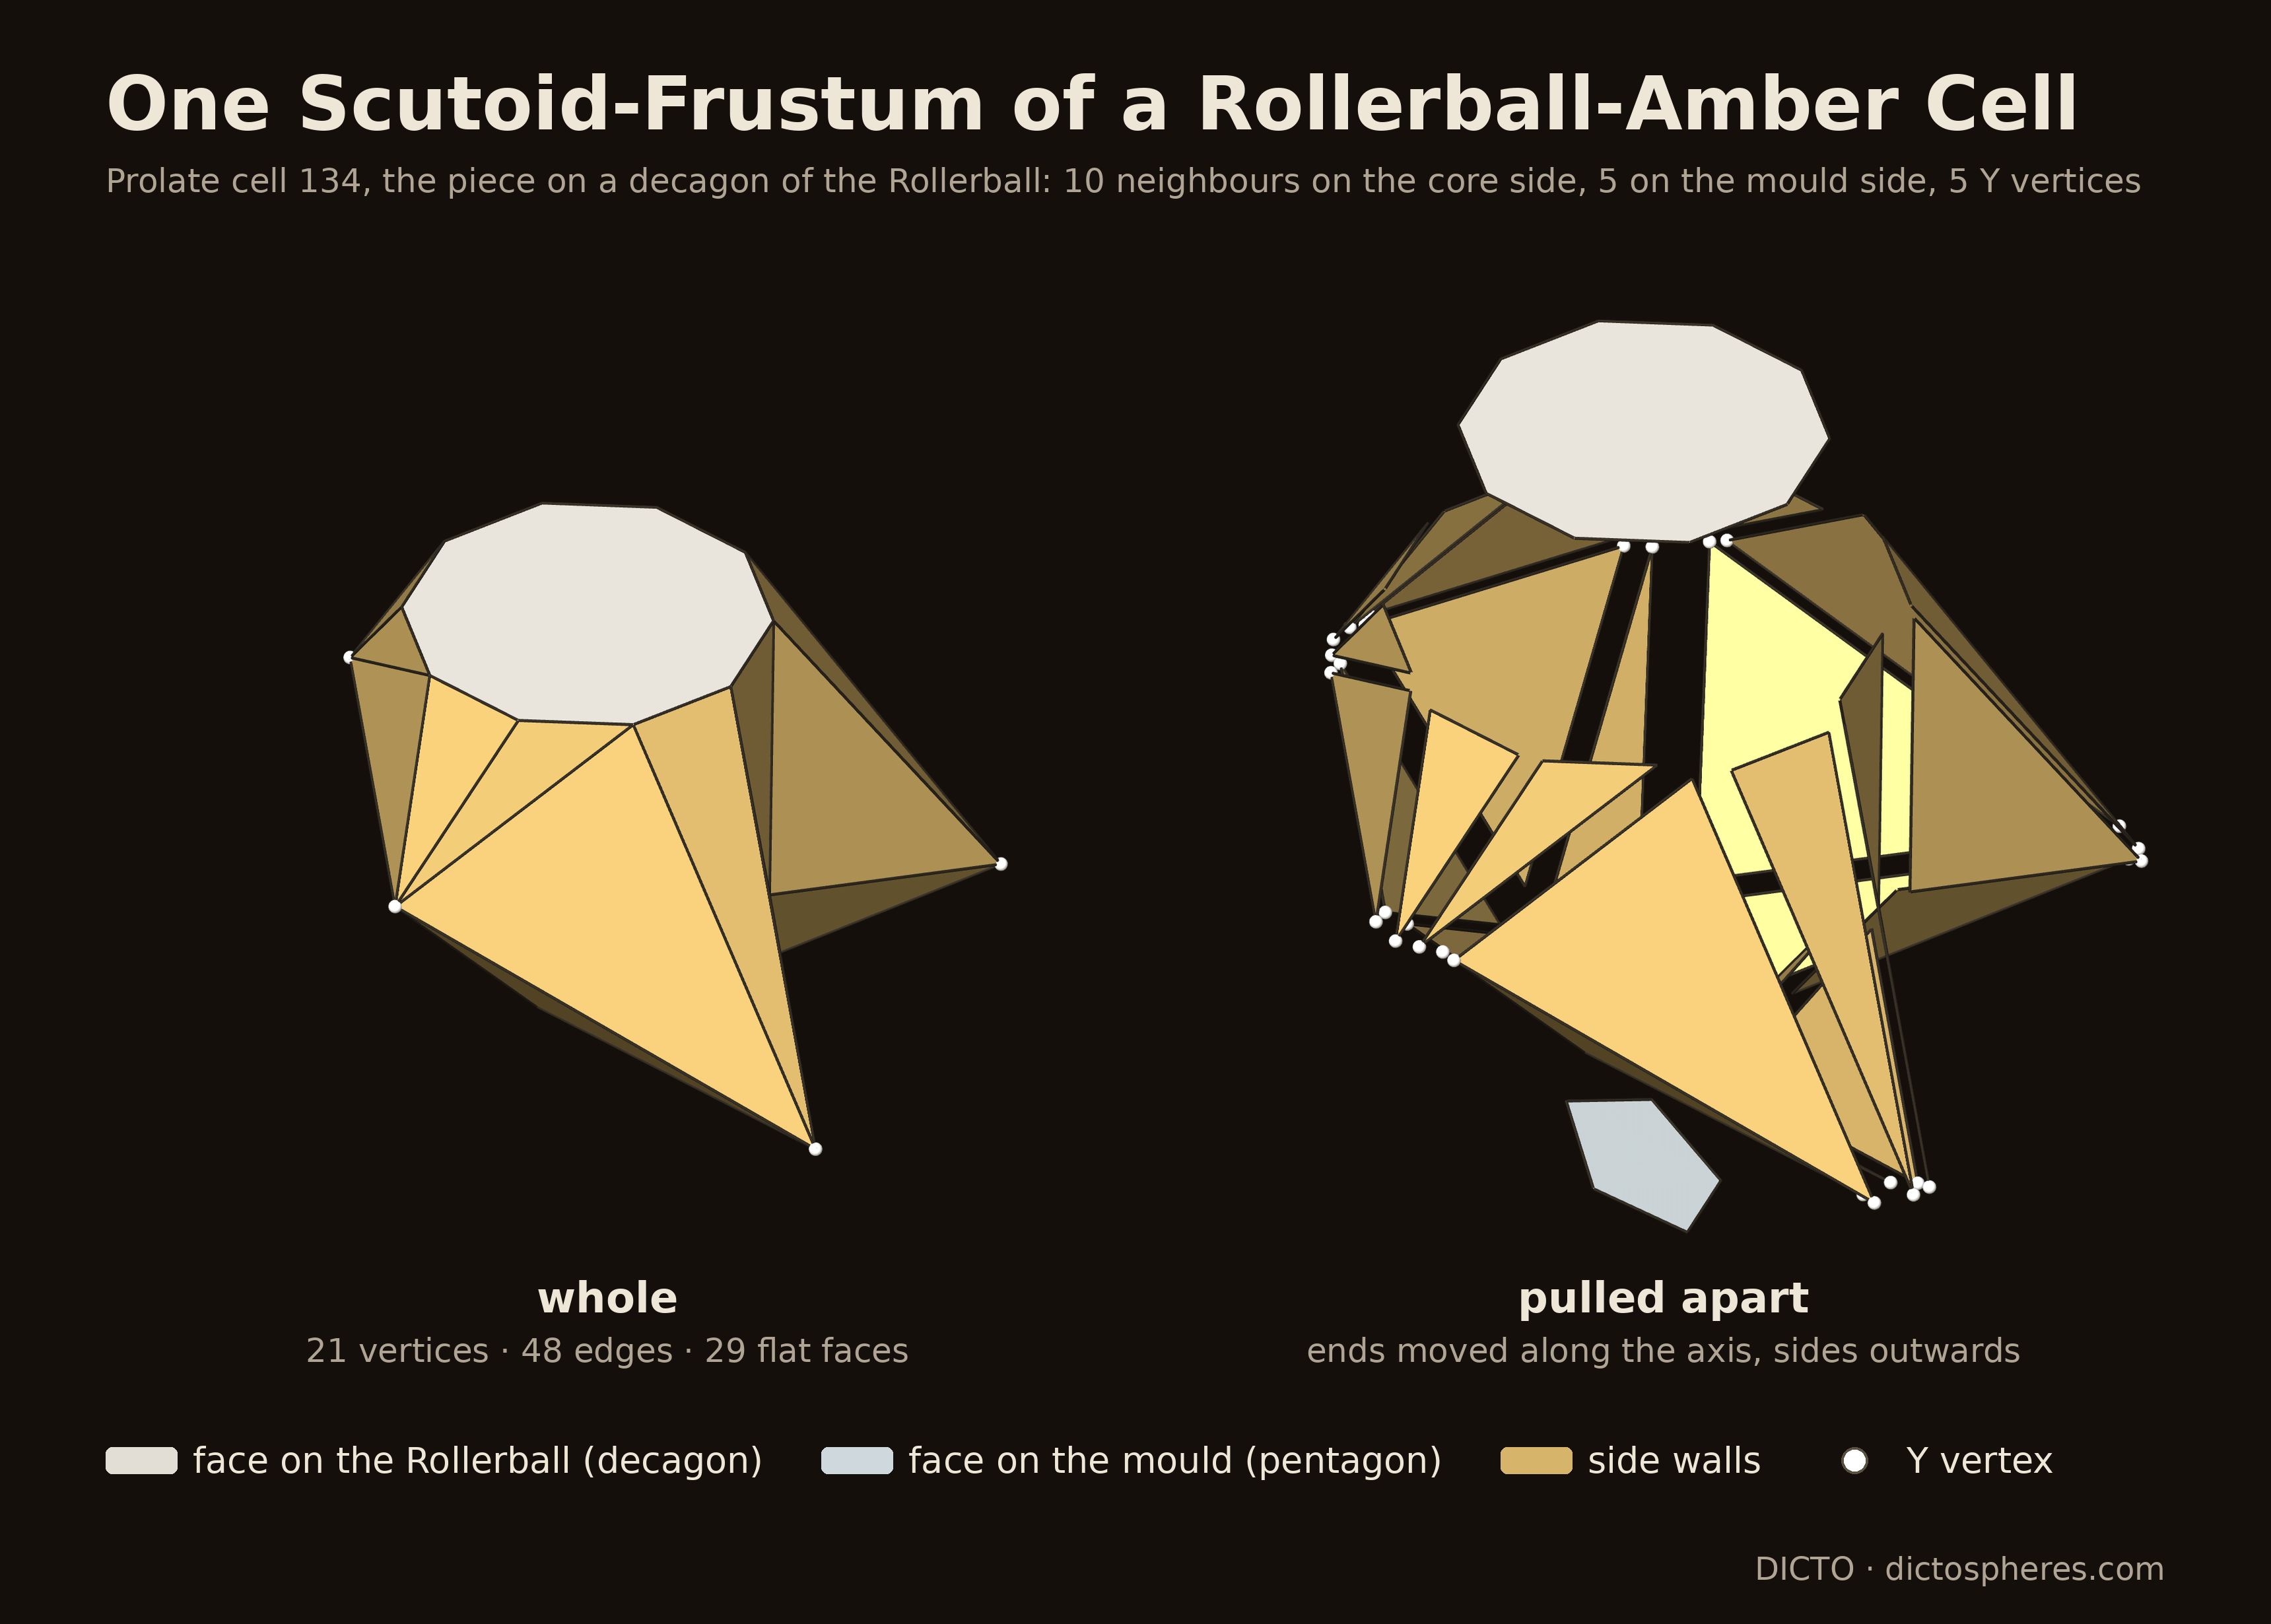 One Scutoid-Frustum of a Rollerball-Amber Cell
Prolate cell 134, the piece on a decagon of the Rollerball: 10 neighbours on the core side, 5 on the mould side, 5 Y vertices
whole
21 vertices · 48 edges · 29 flat faces
pulled apart
ends moved along the axis, sides outwards
face on the Rollerball (decagon)
face on the mould (pentagon)
side walls
Y vertex
DICTO · dictospheres.com